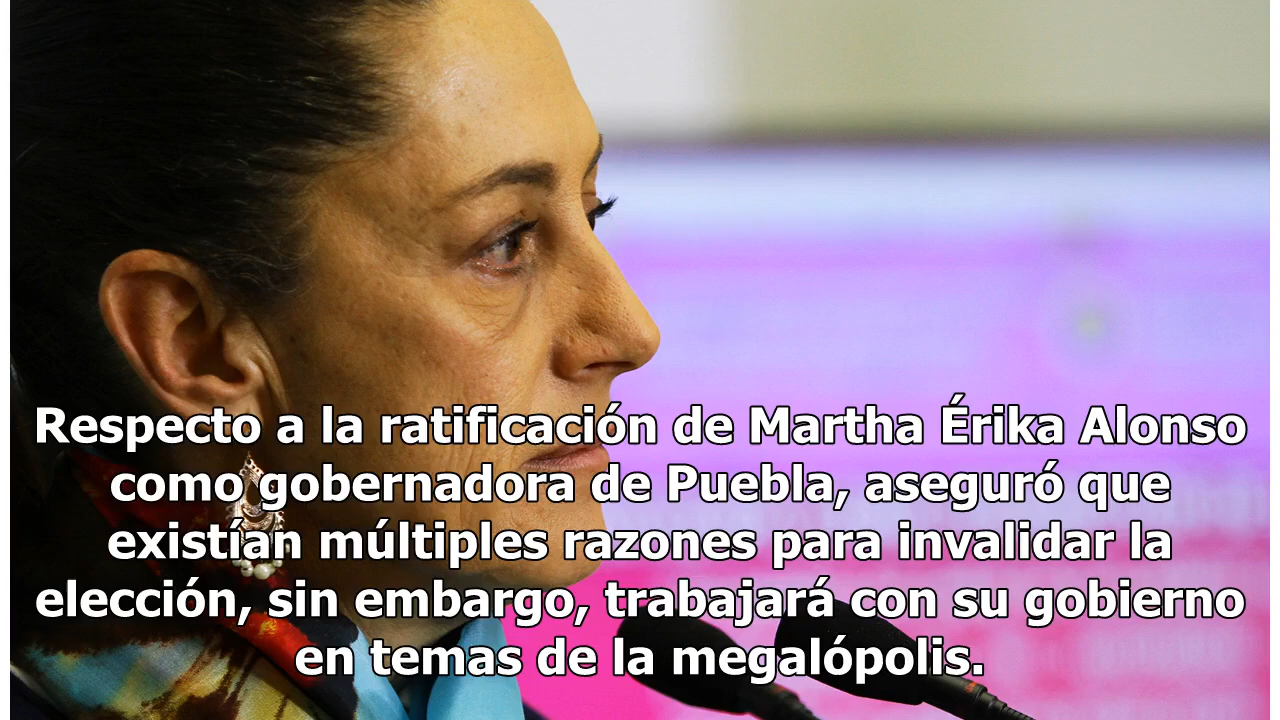 Respecto a la ratificación de Martha Érika Alonso
como gobernadora de Puebla, aseguró que
existían múltiples razones para invalidar la
elección, sin embargo, trabajará con su gobierno
en temas de la megalópolis.